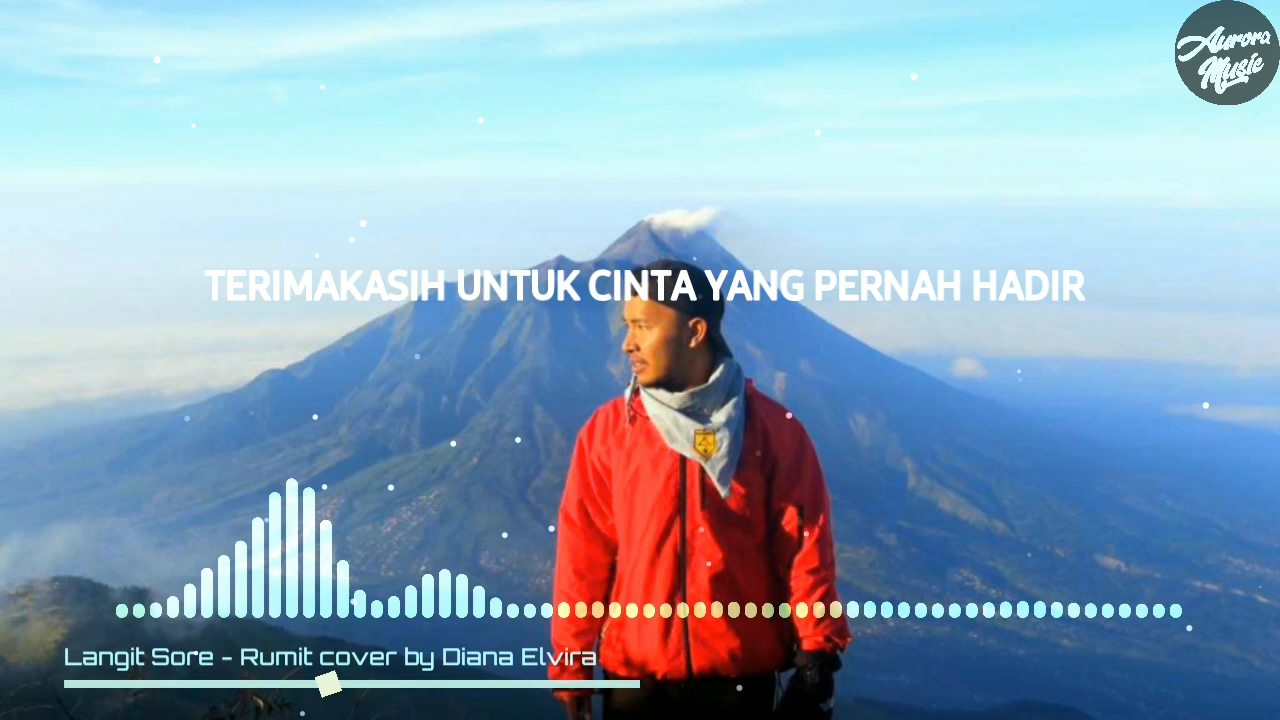 Aurora
Music
TERIMAKASIH UNTUK CINTA YANG PERNAH HADIR
Langit Sore - Rumit cover by Diana Elvira